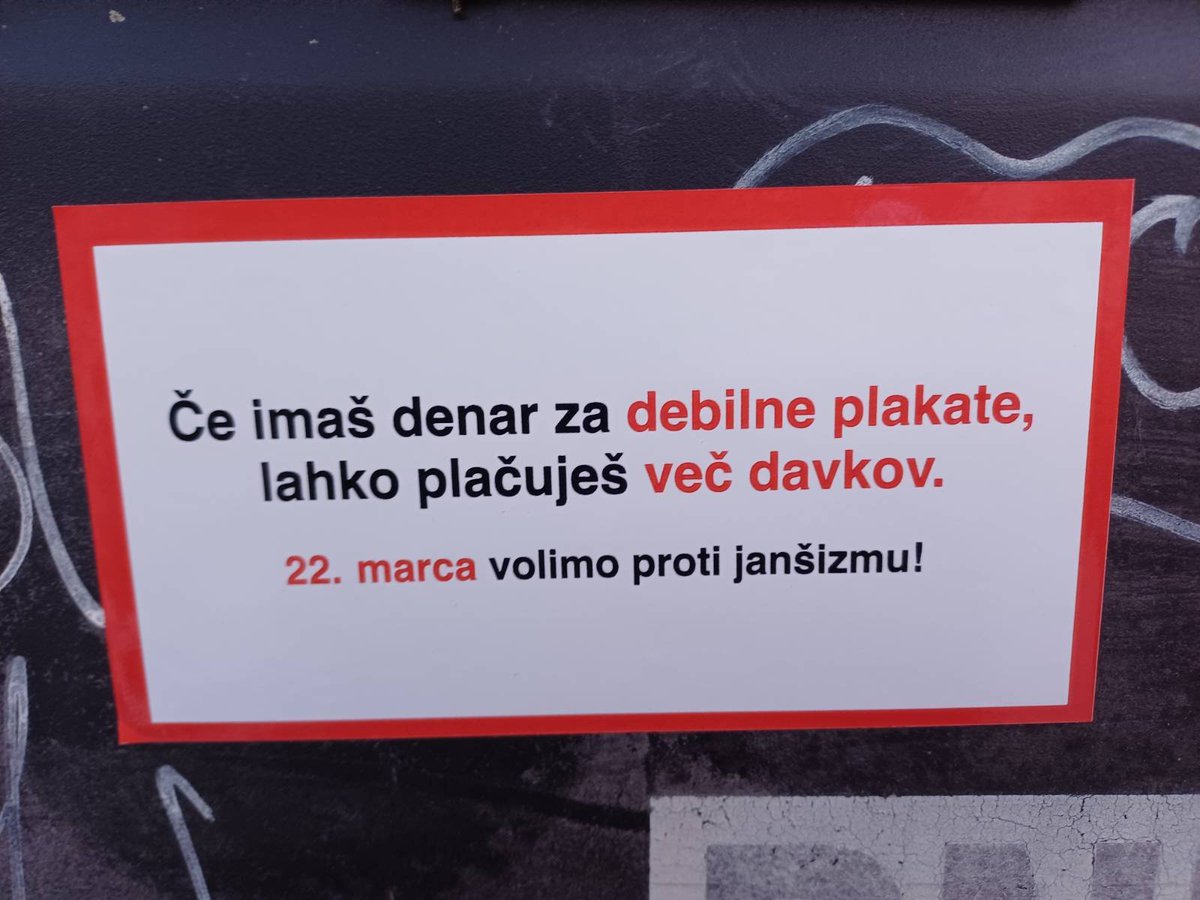 Če imaš denar za debilne plakate,
lahko plačuješ več davkov.
22. marca volimo proti janšizmu!